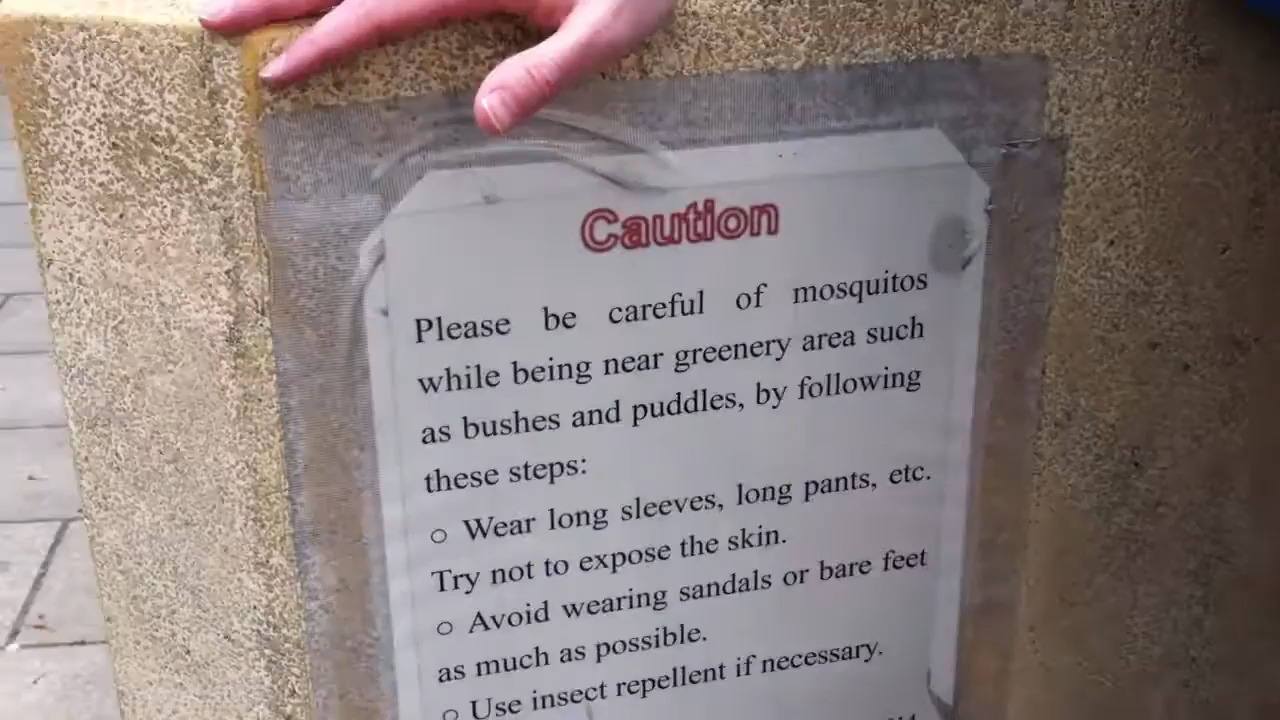 Caution
Please be careful of mosquitos
while being near greenery area such
as bushes and puddles, by following
these steps:
○ Wear long sleeves, long pants, etc.
Try not to expose the skin.
○ Avoid wearing sandals or bare feet
as much as possible.
○ Use insect repellent if necessary.